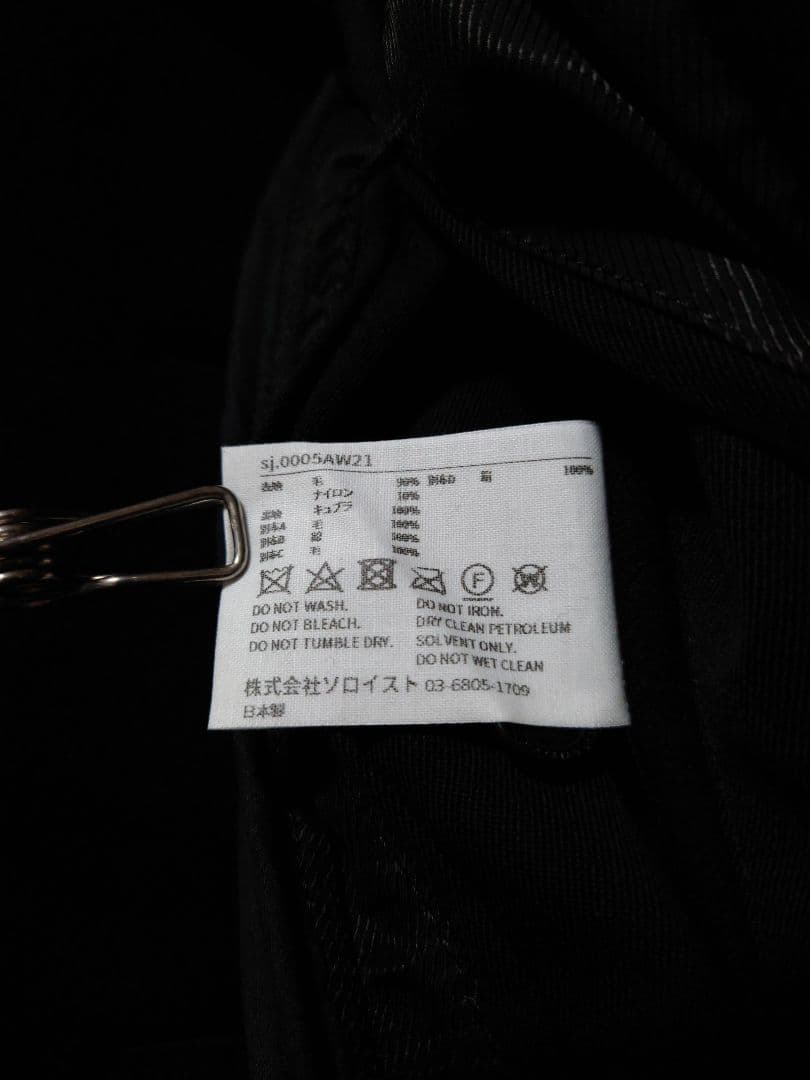 sj.0005AW21
表地 毛 90% 別布D 絹 100%
ナイロン 10%
裏地 キュプラ 100%
別布A 毛 100%
別布B 100%
別布C 毛 100%
F W
DO NOT WASH. DO NOT IRON.
DO NOT BLEACH. DRY CLEAN PETROLEUM
DO NOT TUMBLE DRY. SOLVENT ONLY.
DO NOT WET CLEAN
株式会社ソロイスト 03-6805-1709
日本製